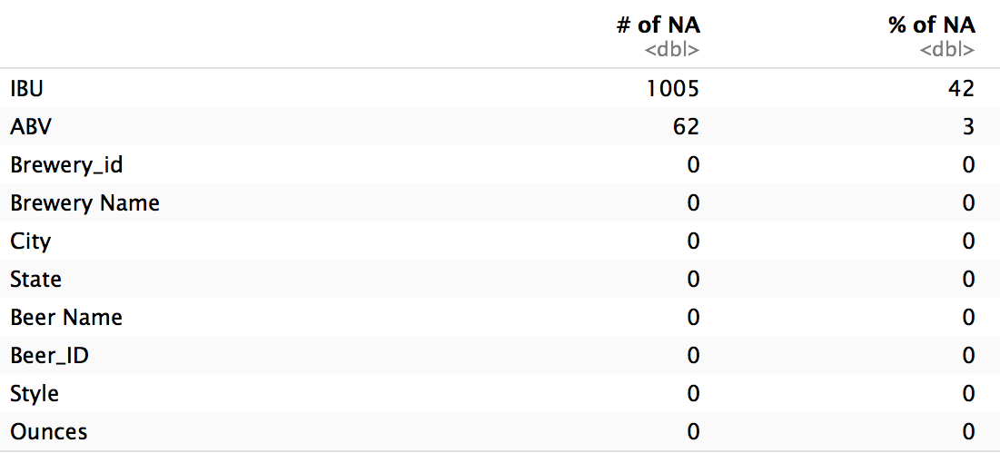 # of NA % of NA
<dbl> <dbl>
IBU 1005 42
ABV 62 3
Brewery_id 0 0
Brewery Name 0 0
City 0 0
State 0 0
Beer Name 0 0
Beer_ID 0 0
Style 0 0
Ounces 0 0